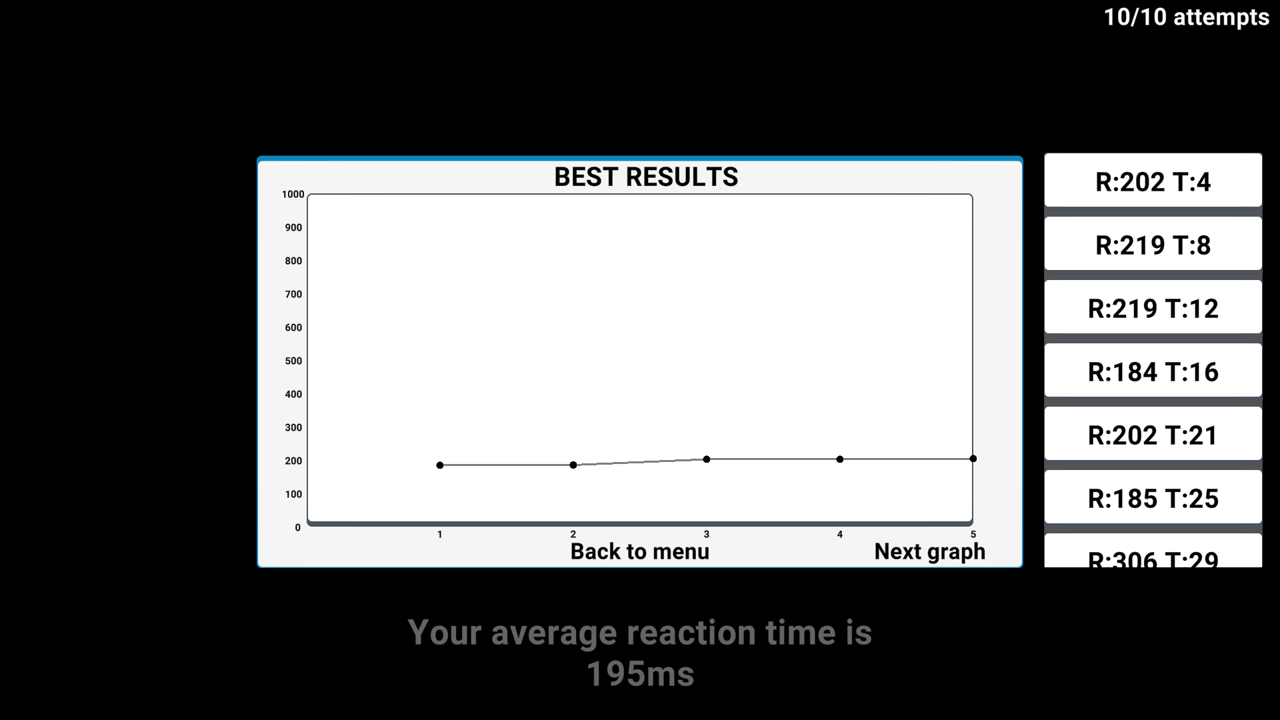 10/10 attempts
BEST RESULTS
1000
900
800
700
600
500
400
300
200
100
0
1 2 3 4 5
Back to menu Next graph
R:202 T:4
R:219 T:8
R:219 T:12
R:184 T:16
R:202 T:21
R:185 T:25
R:306 T:29
Your average reaction time is
195ms